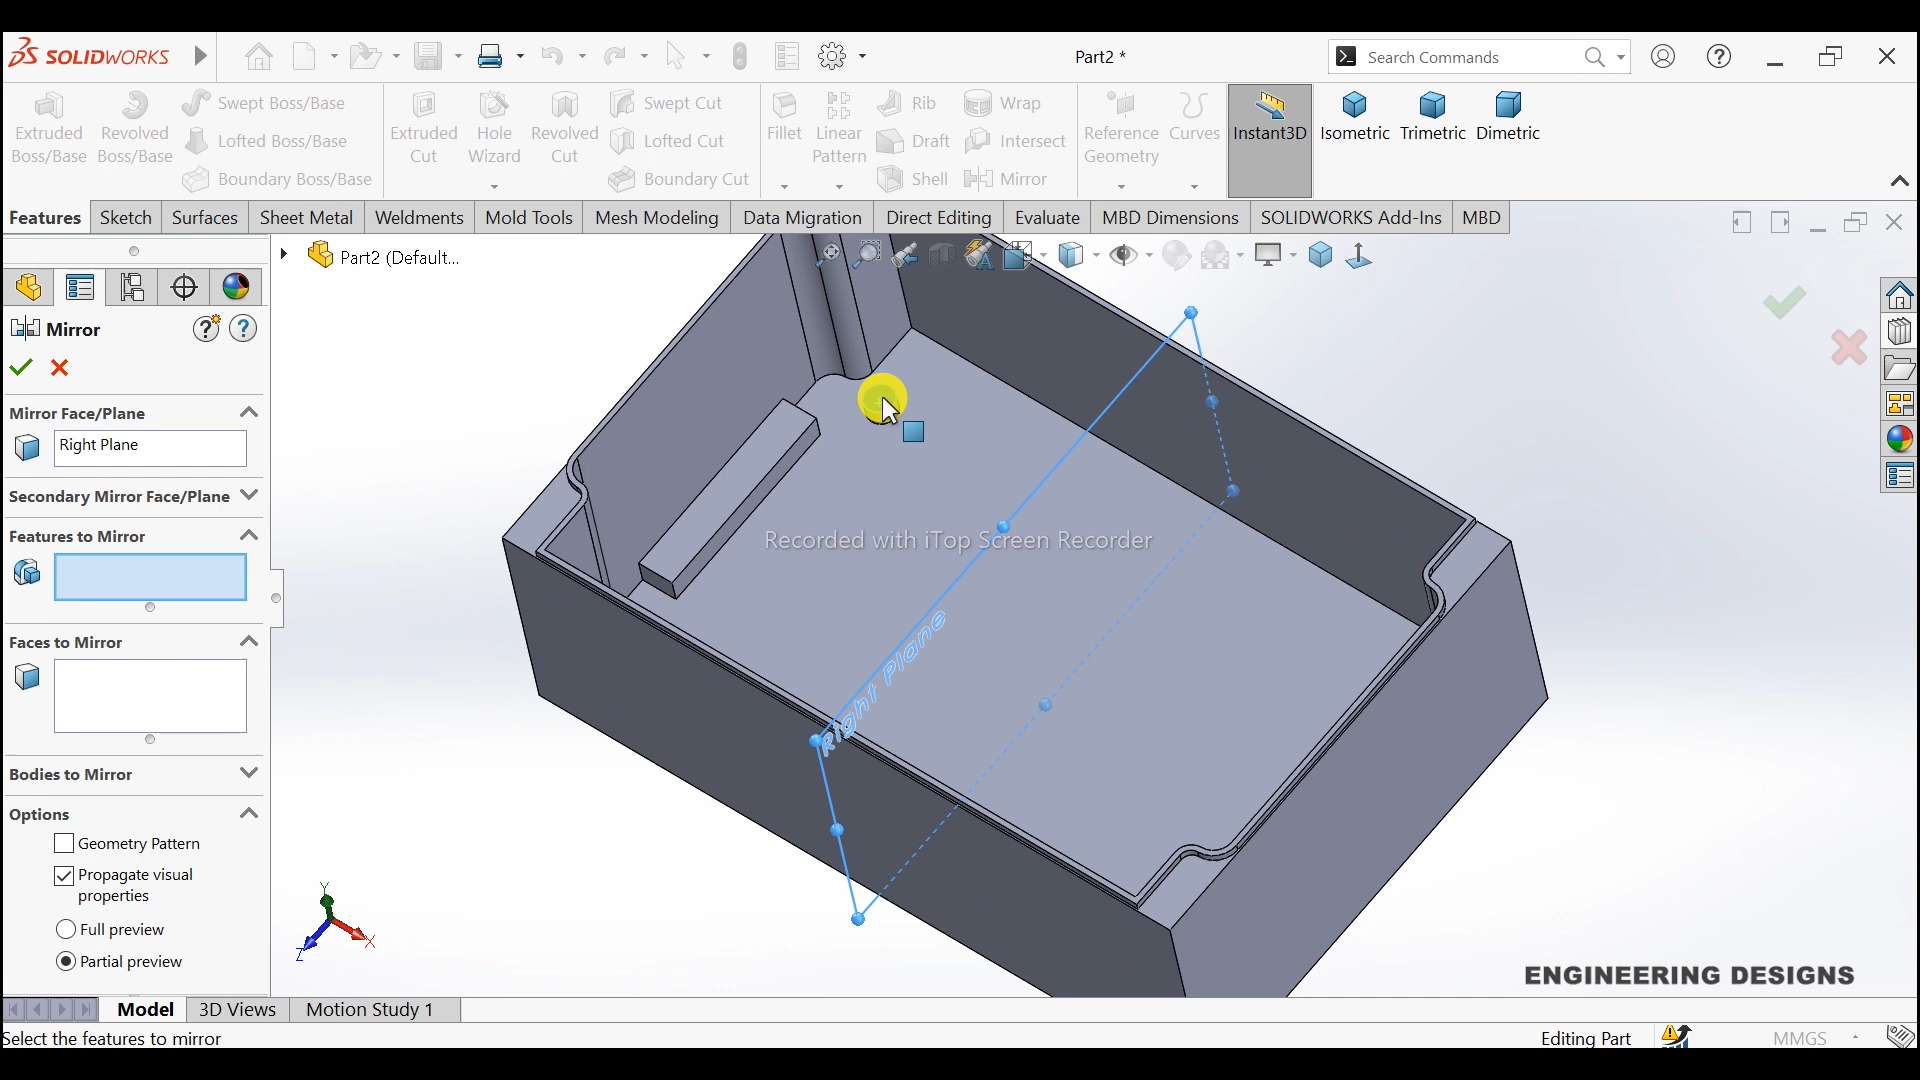 SOLIDWORKS
Part2 *
Search Commands
Extruded
Boss/Base
Revolved
Boss/Base
Swept Boss/Base
Lofted Boss/Base
Boundary Boss/Base
Extruded
Cut
Hole
Wizard
Revolved
Cut
Swept Cut
Lofted Cut
Boundary Cut
Fillet
Linear
Pattern
Rib
Draft
Shell
Wrap
Intersect
Mirror
Reference
Geometry
Curves
Instant3D
Isometric
Trimetric
Dimetric
Features
Sketch
Surfaces
Sheet Metal
Weldments
Mold Tools
Mesh Modeling
Data Migration
Direct Editing
Evaluate
MBD Dimensions
SOLIDWORKS Add-Ins
MBD
Part2 (Default...
Mirror
Mirror Face/Plane
Right Plane
Secondary Mirror Face/Plane
Features to Mirror
Faces to Mirror
Bodies to Mirror
Options
Geometry Pattern
Propagate visual
properties
Full preview
Partial preview
Recorded with iTop Screen Recorder
Right Plane
Y
X
Z
ENGINEERING DESIGNS
Model
3D Views
Motion Study 1
Select the features to mirror
Editing Part
MMGS